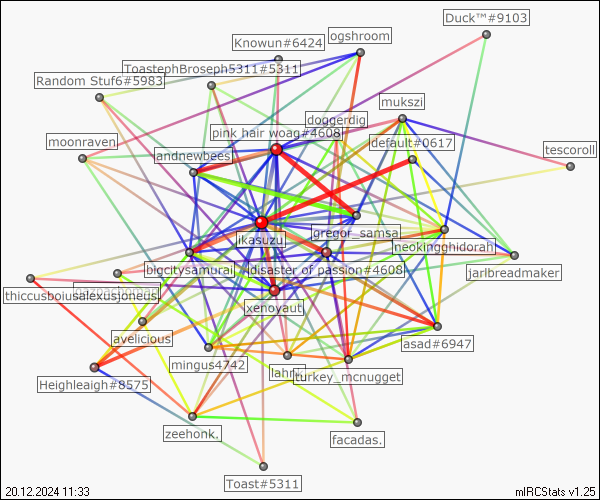 Duck™#9103
ogshroom
Knowun#6424
ToastephBroseph5311#5311
Random Stuf6#5983
mukszi
doggerdig
pink hair woag#4608
default#0617
moonraven
andnewbees
tescoroll
gregor_samsa
jikasuzu
neokingghidorah
bigcitysamurai
disaster of passion#4608
jarlbreadmaker
thiccusboiusalexusjoneus
xenoyaut
avelicious
asad#6947
mingus4742
turkey_mcnugget
Heighleaigh#8575
zeehonk.
facadas.
Toast#5311
20.12.2024 11:33
mIRCStats v1.25